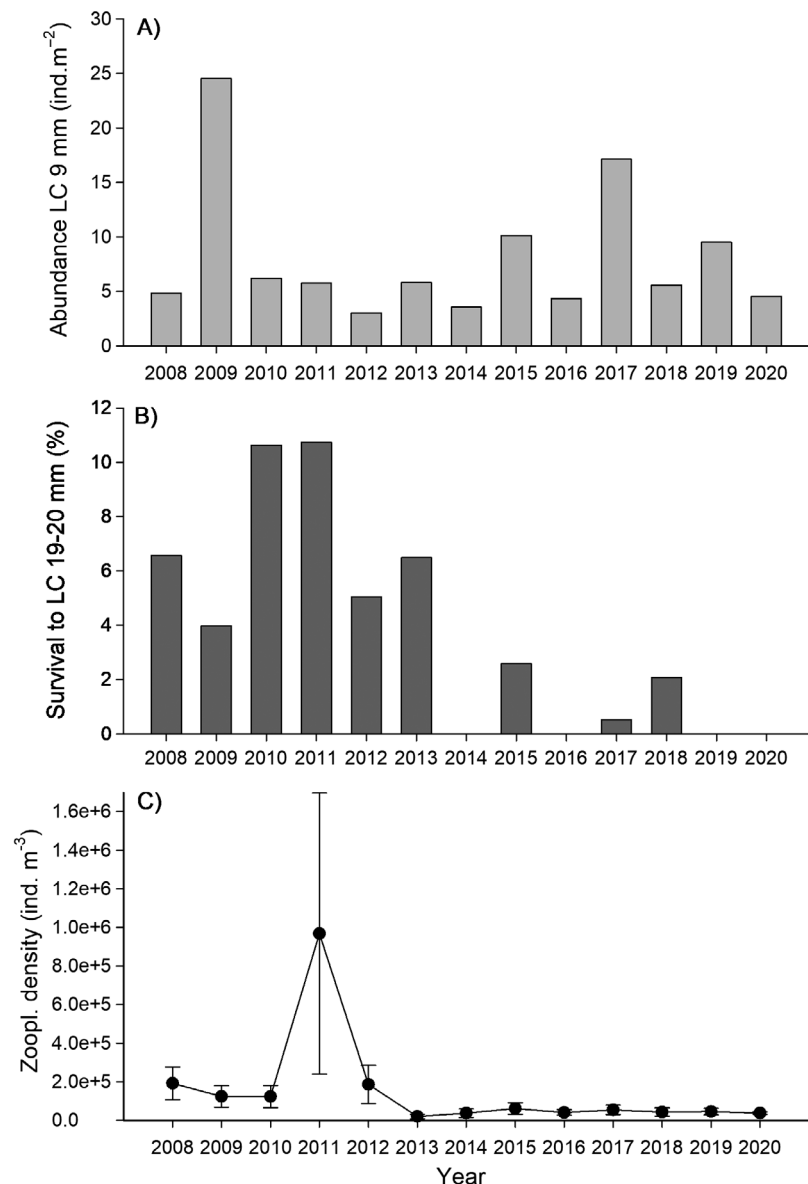 A)
Abundance LC 9 mm (ind.m⁻²)
30
25
20
15
10
5
0
2008 2009 2010 2011 2012 2013 2014 2015 2016 2017 2018 2019 2020
B)
Survival to LC 19-20 mm (%)
12
10
8
6
4
2
0
2008 2009 2010 2011 2012 2013 2014 2015 2016 2017 2018 2019 2020
C)
Zoopl. density (ind. m⁻³)
1.6e+6
1.4e+6
1.2e+6
1.0e+6
8.0e+5
6.0e+5
4.0e+5
2.0e+5
0.0
2008 2009 2010 2011 2012 2013 2014 2015 2016 2017 2018 2019 2020
Year